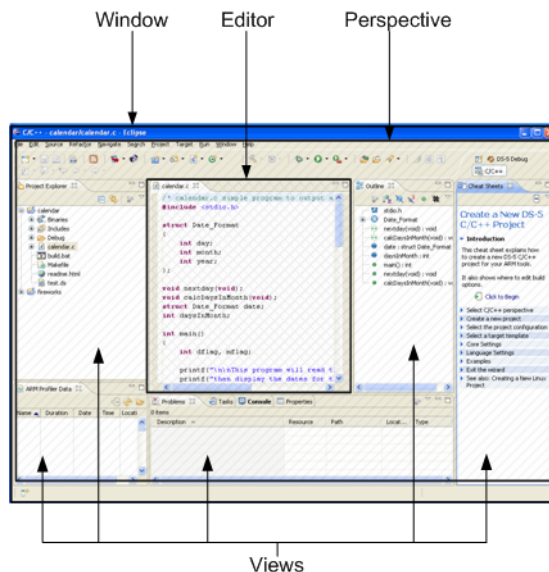 Window Editor Perspective
C/C++ - calendar/calendar.c - Eclipse
File Edit Source Refactor Navigate Search Project Target Run Window Help
DS-5 Debug
C/C++
Project Explorer
calendar
Binaries
Includes
Debug
calendar.c
build.bat
Makefile
readme.html
test.ds
fireworks
calendar.c
/* calendar.c simple program to output
#include <stdio.h>
struct Date_Format
{
int day;
int month;
int year;
};
void nextday(void);
void calcDaysInMonth(void);
struct Date_Format date;
int daysInMonth;
int main()
{
int dflag, mflag;
printf("\n\nThis program will read t
printf("then display the dates for t
Outline
stdio.h
Date_Format
nextday(void) : void
calcDaysInMonth(void) : vo
date : struct Date_Format
daysInMonth : int
main() : int
nextday(void) : void
calcDaysInMonth(void) : vo
Cheat Sheets
Create a New DS-5
C/C++ Project
Introduction
This cheat sheet explains how
to create a new DS-5 C/C++
project for your ARM tools.
It also shows where to edit build
options.
Click to Begin
Select C/C++ perspective
Create a new project
Select the project configuration
Select a target template
Core Settings
Language Settings
Examples
Exit the wizard
See also: Creating a New Linux
Project
ARM Profiler Data
Name Duration Date Time Locati
Problems Tasks Console Properties
0 items
Description Resource Path Locat... Type
Views